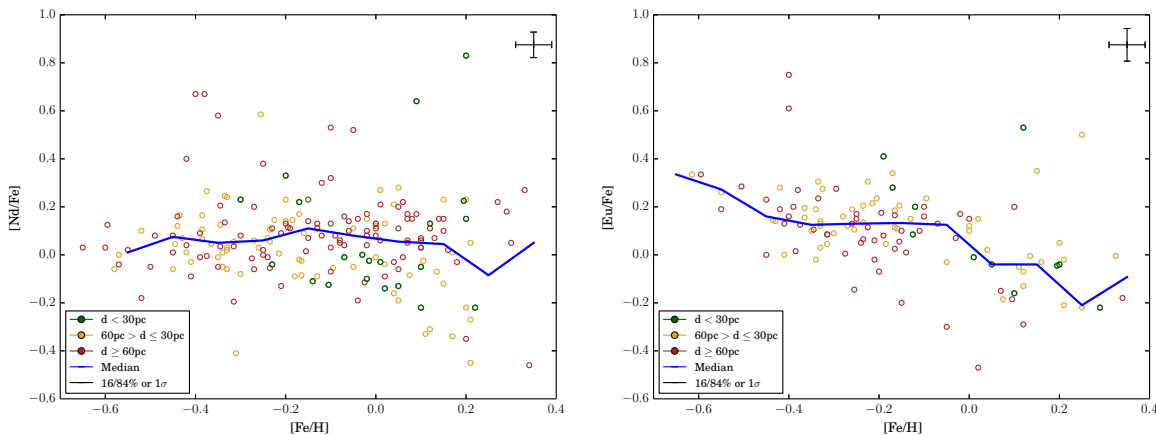 1.0
0.8
0.6
0.4
0.2
0.0
−0.2
−0.4
−0.6
[Nd/Fe]
d < 30pc
60pc > d ≤ 30pc
d ≥ 60pc
Median
16/84% or 1σ
−0.6 −0.4 −0.2 0.0 0.2 0.4
[Fe/H]
1.0
0.8
0.6
0.4
0.2
0.0
−0.2
−0.4
−0.6
[Eu/Fe]
d < 30pc
60pc > d ≤ 30pc
d ≥ 60pc
Median
16/84% or 1σ
−0.6 −0.4 −0.2 0.0 0.2 0.4
[Fe/H]